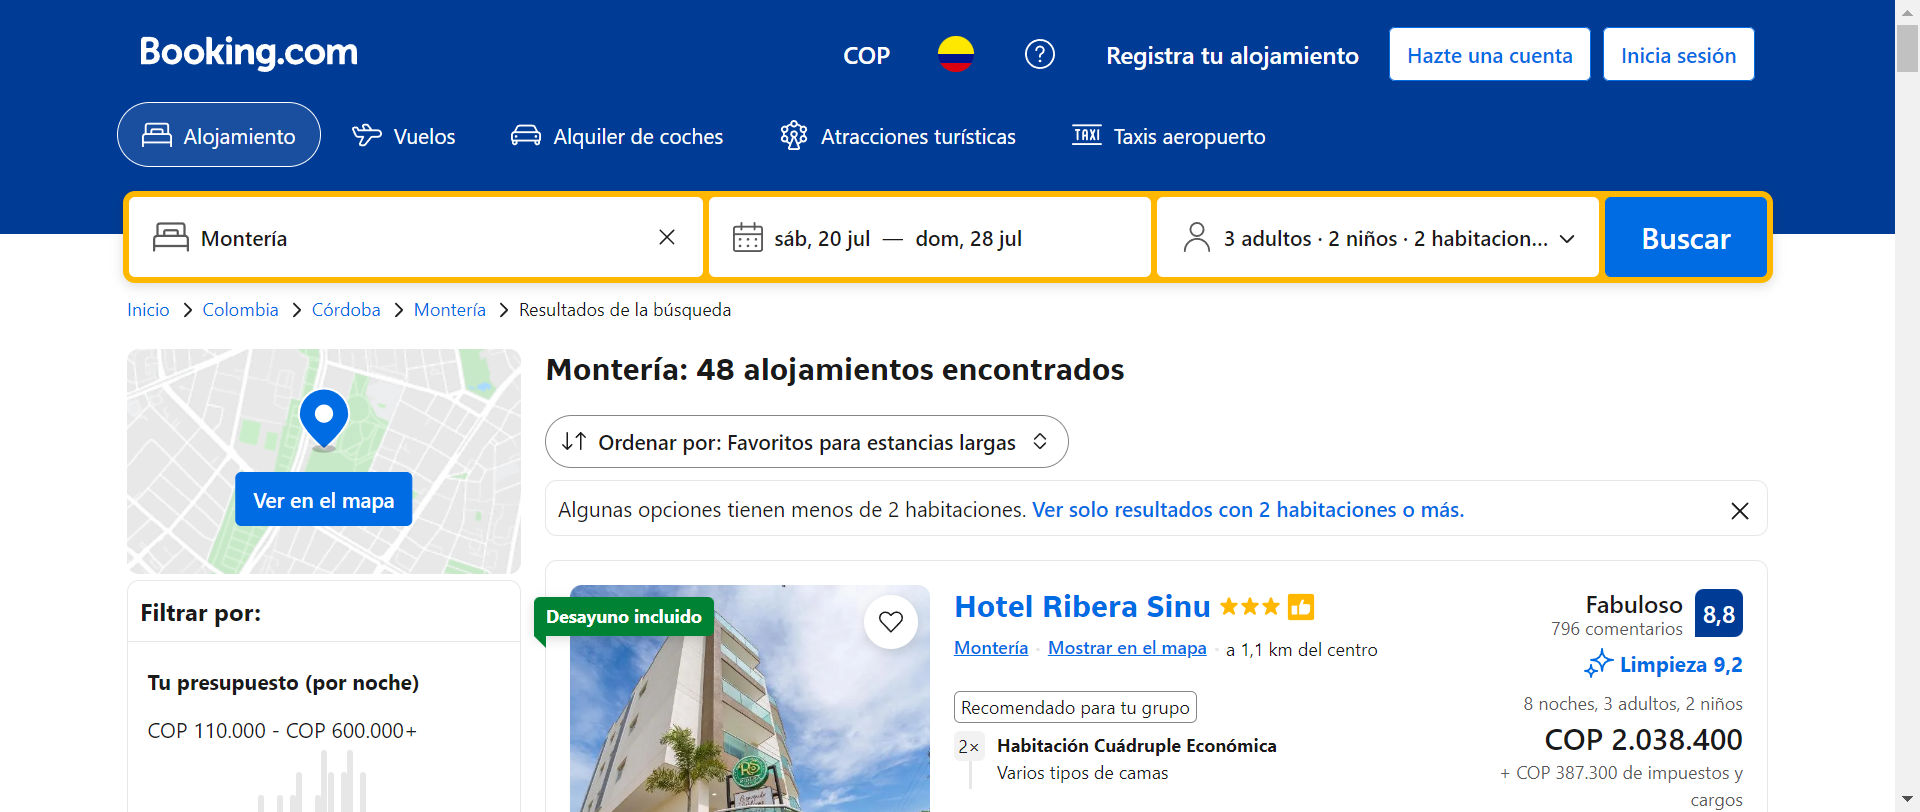 Booking.com
COP
Registra tu alojamiento
Hazte una cuenta
Inicia sesión
Alojamiento
Vuelos
Alquiler de coches
Atracciones turísticas
TAXI
Taxis aeropuerto
Montería
sáb, 20 jul — dom, 28 jul
3 adultos · 2 niños · 2 habitacion...
Buscar
Inicio > Colombia > Córdoba > Montería > Resultados de la búsqueda
Ver en el mapa
Filtrar por:
Tu presupuesto (por noche)
COP 110.000 - COP 600.000+
Montería: 48 alojamientos encontrados
Ordenar por: Favoritos para estancias largas
Algunas opciones tienen menos de 2 habitaciones. Ver solo resultados con 2 habitaciones o más.
Desayuno incluido
Hotel Ribera Sinu
Montería · Mostrar en el mapa · a 1,1 km del centro
Recomendado para tu grupo
2× Habitación Cuádruple Económica
Varios tipos de camas
Fabuloso 8,8
796 comentarios
Limpieza 9,2
8 noches, 3 adultos, 2 niños
COP 2.038.400
+ COP 387.300 de impuestos y
cargos